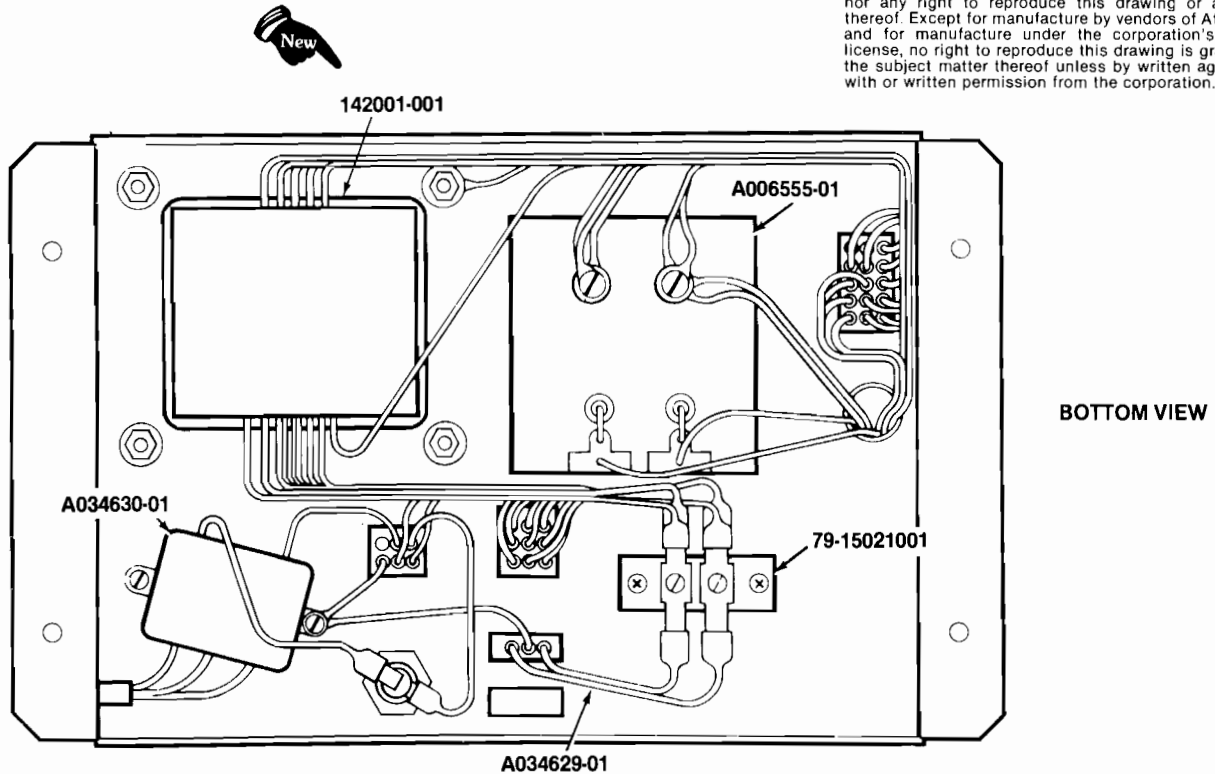 nor any right to reproduce this drawing or a
thereof. Except for manufacture by vendors of A
and for manufacture under the corporation's
license, no right to reproduce this drawing is gr
the subject matter thereof unless by written ag
with or written permission from the corporation.
New
142001-001
A006555-01
BOTTOM VIEW
A034630-01
79-15021001
A034629-01